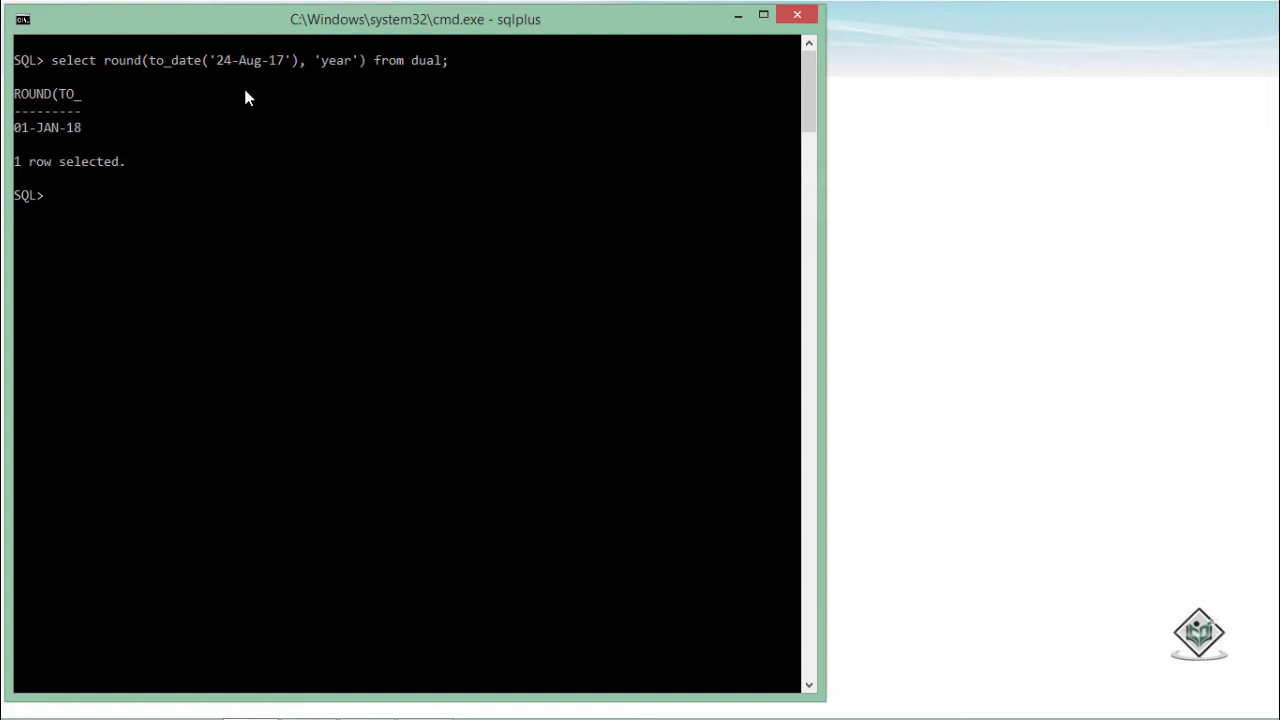 C:\Windows\system32\cmd.exe - sqlplus
SQL> select round(to_date('24-Aug-17'), 'year') from dual;
ROUND(TO_
---------
01-JAN-18
1 row selected.
SQL>